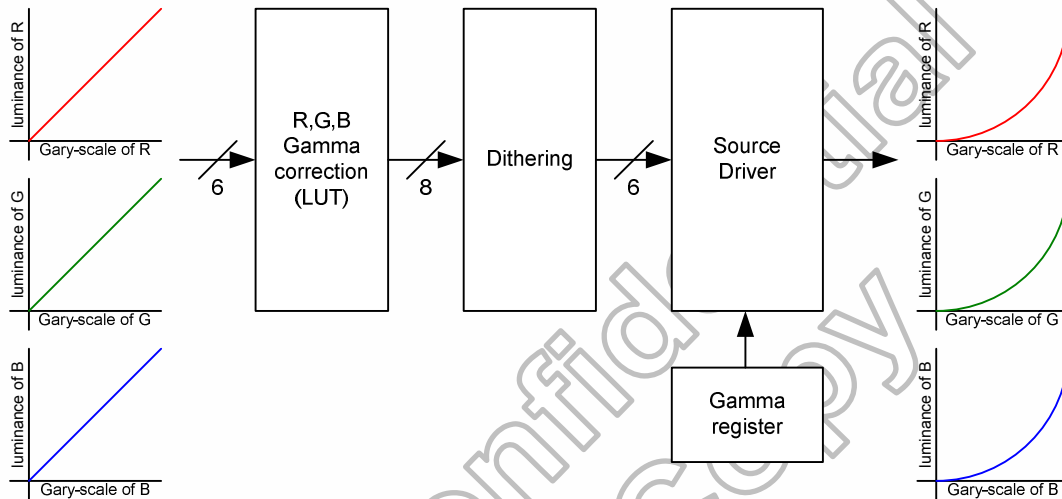 luminance of R
Gary-scale of R
luminance of G
Gary-scale of G
luminance of B
Gary-scale of B
6
R,G,B
Gamma
correction
(LUT)
8
Dithering
6
Source
Driver
Gamma
register
luminance of R
Gary-scale of R
luminance of G
Gary-scale of G
luminance of B
Gary-scale of B
Confidential
copy